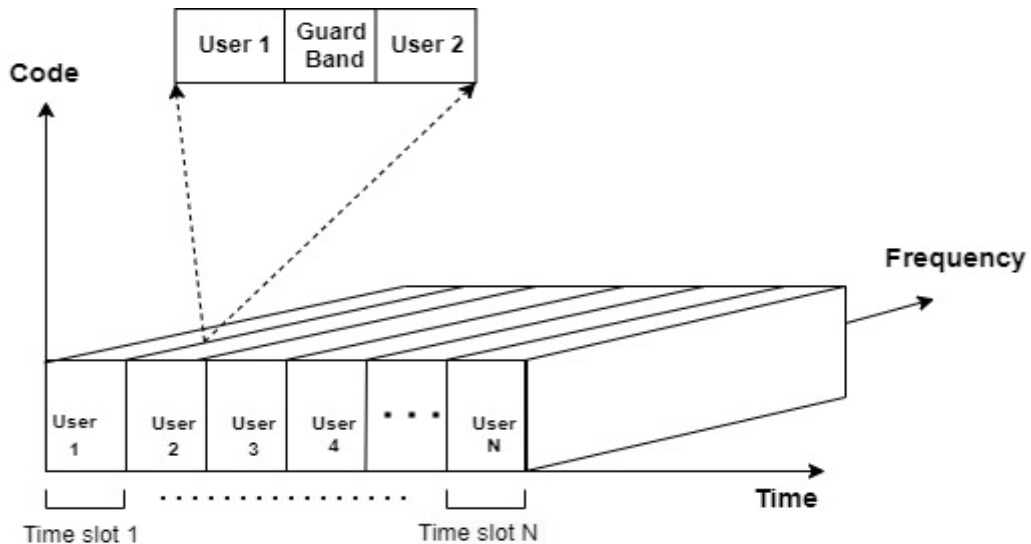 User 1
Guard
Band
User 2
Code
Frequency
User
1
User
2
User
3
User
4
User
N
Time
Time slot 1
Time slot N